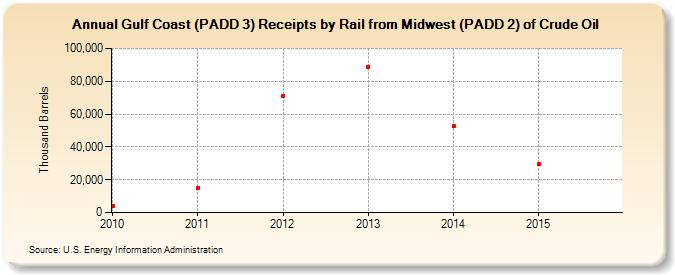 Annual Gulf Coast (PADD 3) Receipts by Rail from Midwest (PADD 2) of Crude Oil
Thousand Barrels
100,000
80,000
60,000
40,000
20,000
0
2010 2011 2012 2013 2014 2015
Source: U.S. Energy Information Administration